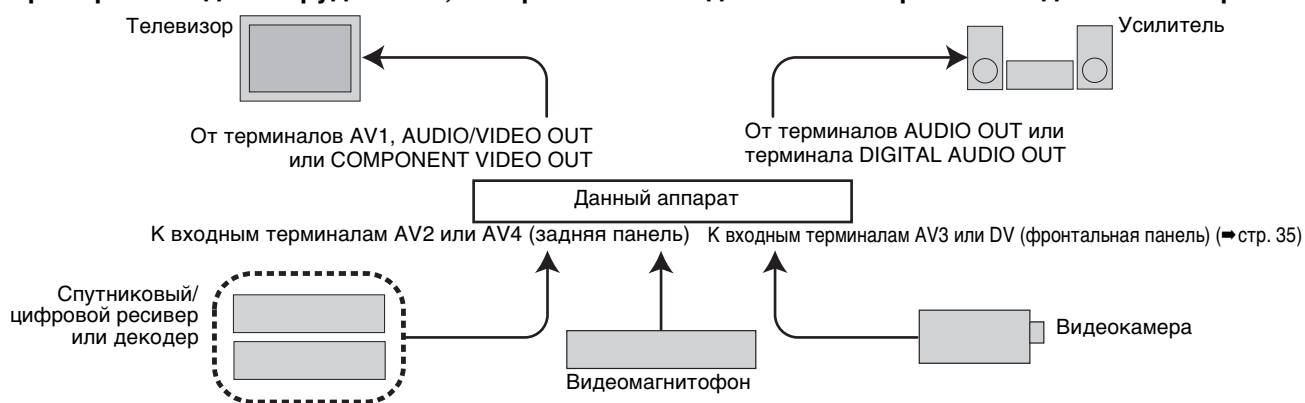 Телевизор
Усилитель
От терминалов AV1, AUDIO/VIDEO OUT
или COMPONENT VIDEO OUT
От терминалов AUDIO OUT или
терминала DIGITAL AUDIO OUT
Данный аппарат
К входным терминалам AV2 или AV4 (задняя панель)
К входным терминалам AV3 или DV (фронтальная панель) (➡стр. 35)
Спутниковый/
цифровой ресивер
или декодер
Видеомагнитофон
Видеокамера